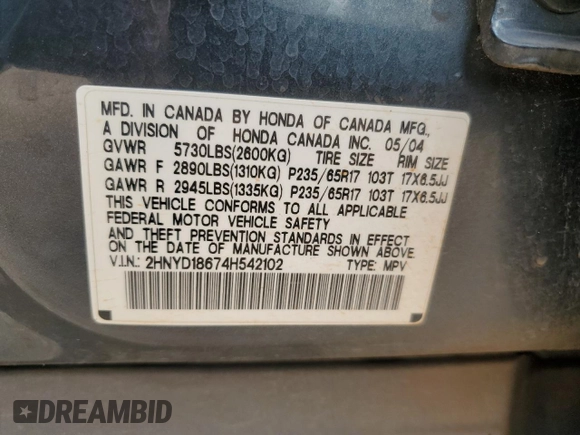 MFD. IN CANADA BY HONDA OF CANADA MFG.,
A DIVISION OF HONDA CANADA INC. 05/04
GVWR 5730LBS(2600KG) TIRE SIZE RIM SIZE
GAWR F 2890LBS(1310KG) P235/65R17 103T 17X6.5JJ
GAWR R 2945LBS(1335KG) P235/65R17 103T 17X6.5JJ
THIS VEHICLE CONFORMS TO ALL APPLICABLE
FEDERAL MOTOR VEHICLE SAFETY
AND THEFT PREVENTION STANDARDS IN EFFECT
ON THE DATE OF MANUFACTURE SHOWN ABOVE.
V.I.N.: 2HNYD18674H542102 TYPE: MPV
DREAMBID